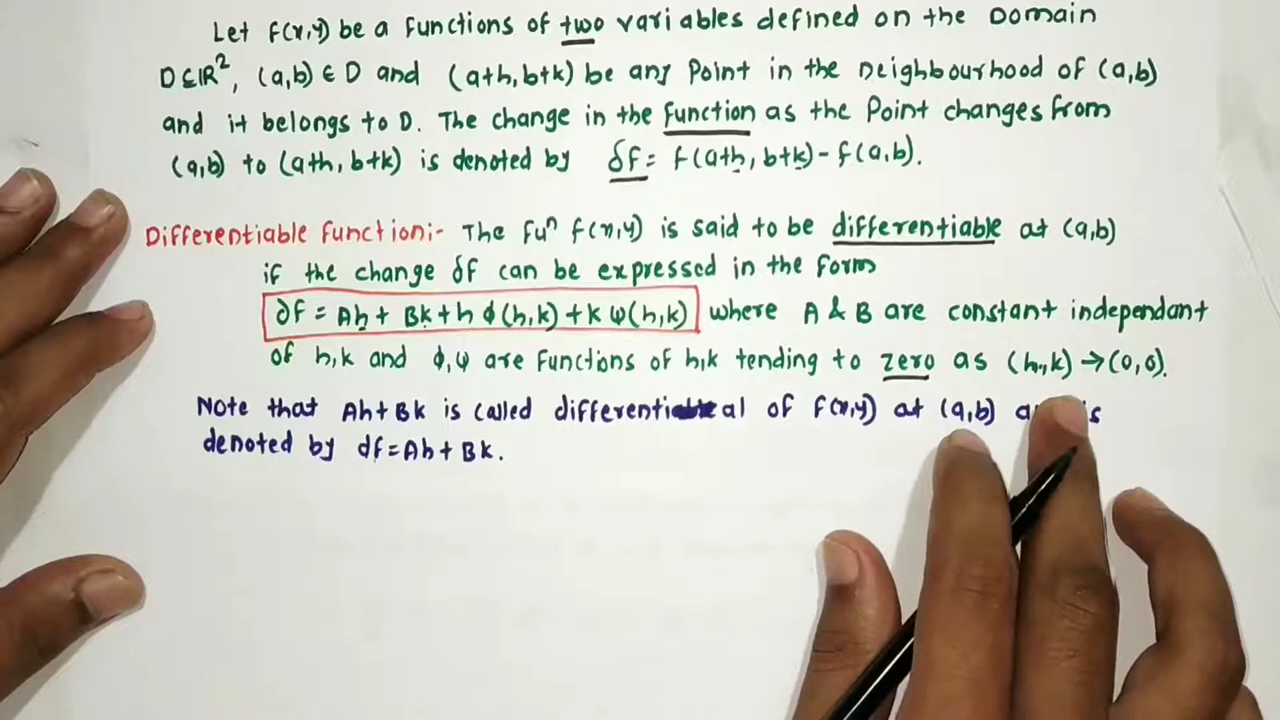 Let f(x,y) be a functions of two variables defined on the Domain
D⊆ℝ², (a,b) ∈ D and (a+h, b+k) be any Point in the neighbourhood of (a,b)
and it belongs to D. The change in the function as the Point changes from
(a,b) to (a+h, b+k) is denoted by δf = f(a+h, b+k) - f(a,b).
Differentiable function:- The fuⁿ f(x,y) is said to be differentiable at (a,b)
if the change δf can be expressed in the form
δf = Ah + Bk + h ϕ(h,k) + k ψ(h,k) where A & B are constant independant
of h,k and ϕ,ψ are functions of h,k tending to zero as (h,k) → (0,0).
Note that Ah+Bk is called differential of f(x,y) at (a,b) is
denoted by df = Ah + Bk.